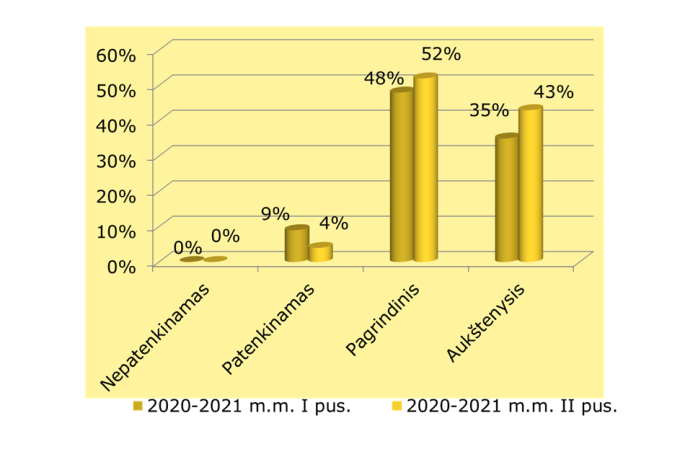 60%
50%
40%
30%
20%
10%
0%
0%
0%
9%
4%
48%
52%
35%
43%
Nepatenkinamas
Patenkinamas
Pagrindinis
Aukštenysis
2020-2021 m.m. I pus.
2020-2021 m.m. II pus.